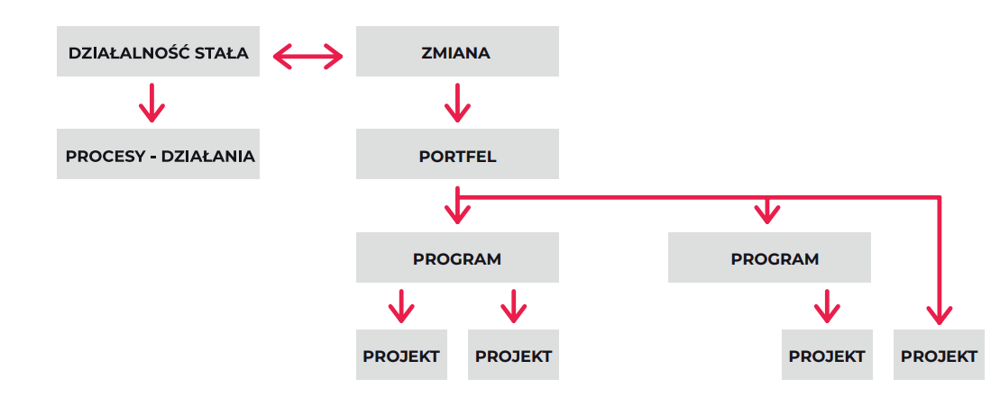 DZIAŁALNOŚĆ STAŁA
ZMIANA
PROCESY - DZIAŁANIA
PORTFEL
PROGRAM
PROGRAM
PROJEKT
PROJEKT
PROJEKT
PROJEKT